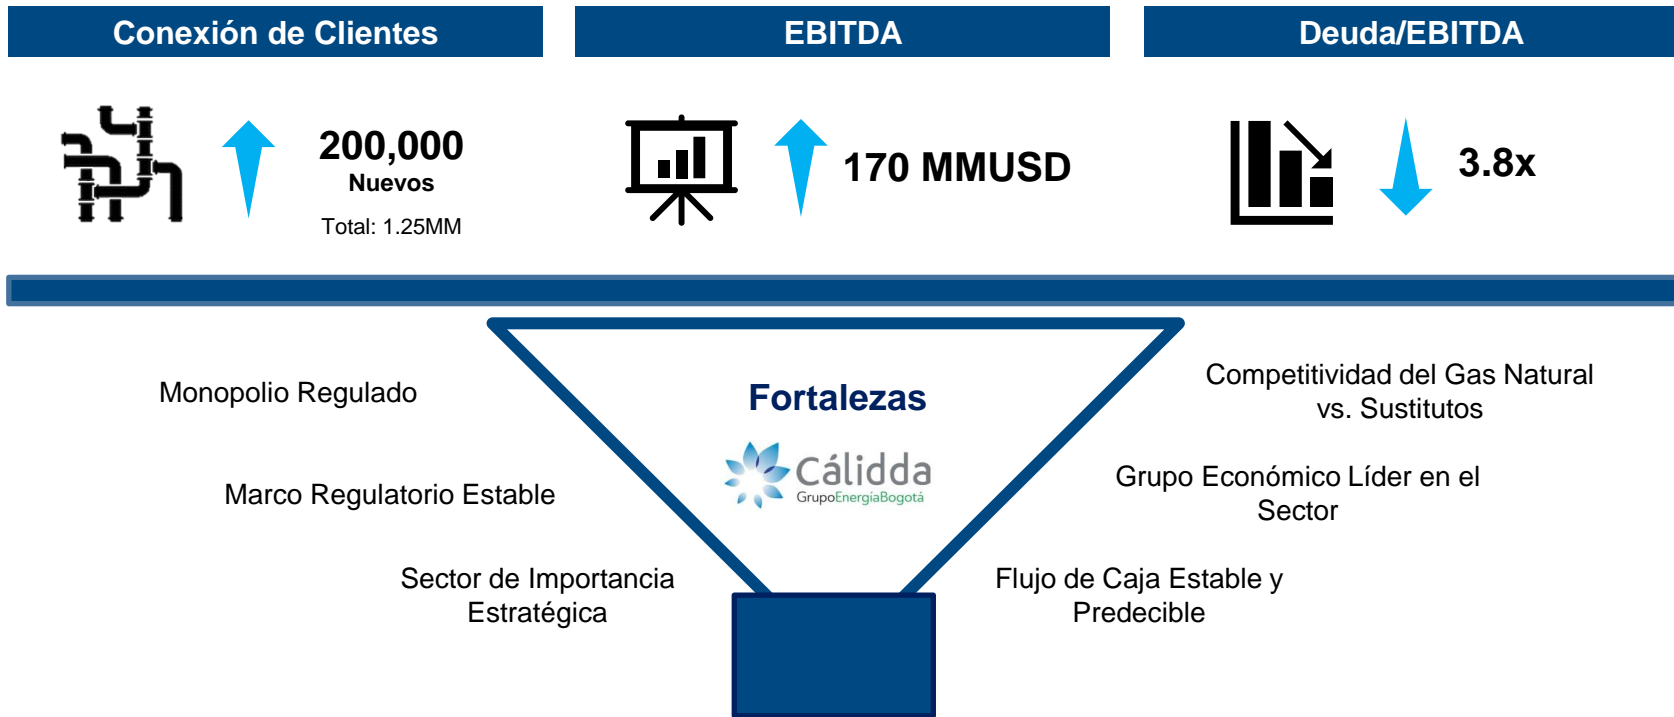 Conexión de Clientes
EBITDA
Deuda/EBITDA
200,000
Nuevos
Total: 1.25MM
170 MMUSD
3.8x
Monopolio Regulado
Marco Regulatorio Estable
Sector de Importancia
Estratégica
Fortalezas
Cálidda
GrupoEnergíaBogotá
Competitividad del Gas Natural
vs. Sustitutos
Grupo Económico Líder en el
Sector
Flujo de Caja Estable y
Predecible